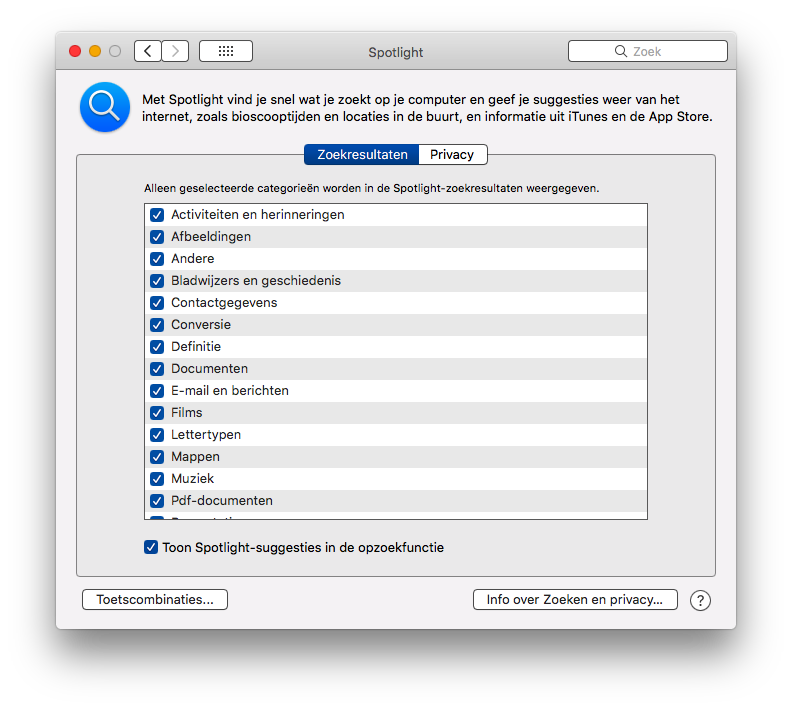 Spotlight
Zoek
Met Spotlight vind je snel wat je zoekt op je computer en geef je suggesties weer van het
internet, zoals bioscooptijden en locaties in de buurt, en informatie uit iTunes en de App Store.
Zoekresultaten
Privacy
Alleen geselecteerde categorieën worden in de Spotlight-zoekresultaten weergegeven.
Activiteiten en herinneringen
Afbeeldingen
Andere
Bladwijzers en geschiedenis
Contactgegevens
Conversie
Definitie
Documenten
E-mail en berichten
Films
Lettertypen
Mappen
Muziek
Pdf-documenten
Toon Spotlight-suggesties in de opzoekfunctie
Toetscombinaties...
Info over Zoeken en privacy...
?